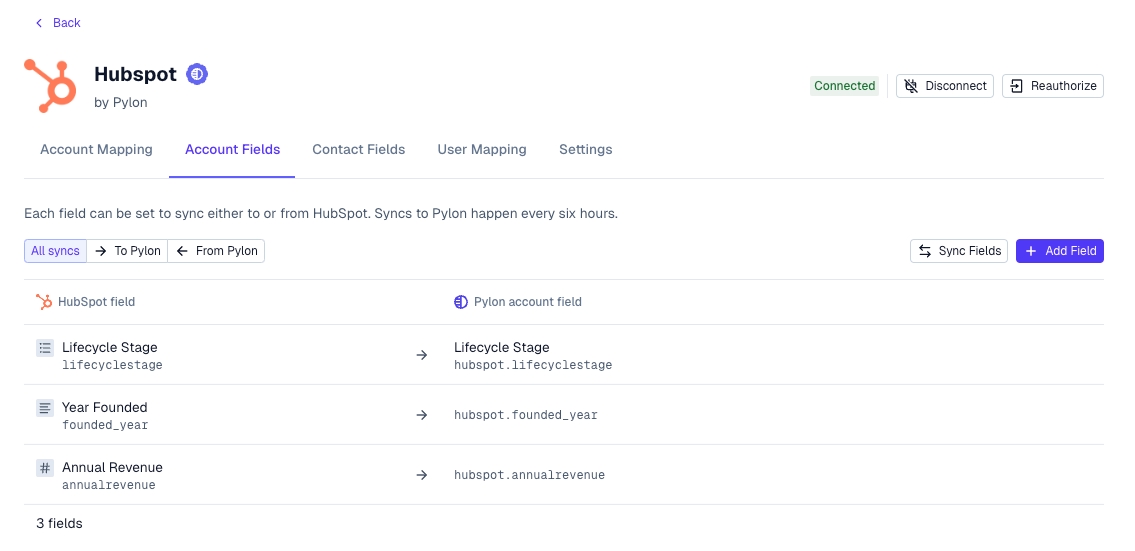 Back
Hubspot
by Pylon
Connected
Disconnect
Reauthorize
Account Mapping
Account Fields
Contact Fields
User Mapping
Settings
Each field can be set to sync either to or from HubSpot. Syncs to Pylon happen every six hours.
All syncs
To Pylon
From Pylon
Sync Fields
Add Field
HubSpot field
Pylon account field
Lifecycle Stage
lifecyclestage
Lifecycle Stage
hubspot.lifecyclestage
Year Founded
founded_year
hubspot.founded_year
Annual Revenue
annualrevenue
hubspot.annualrevenue
3 fields